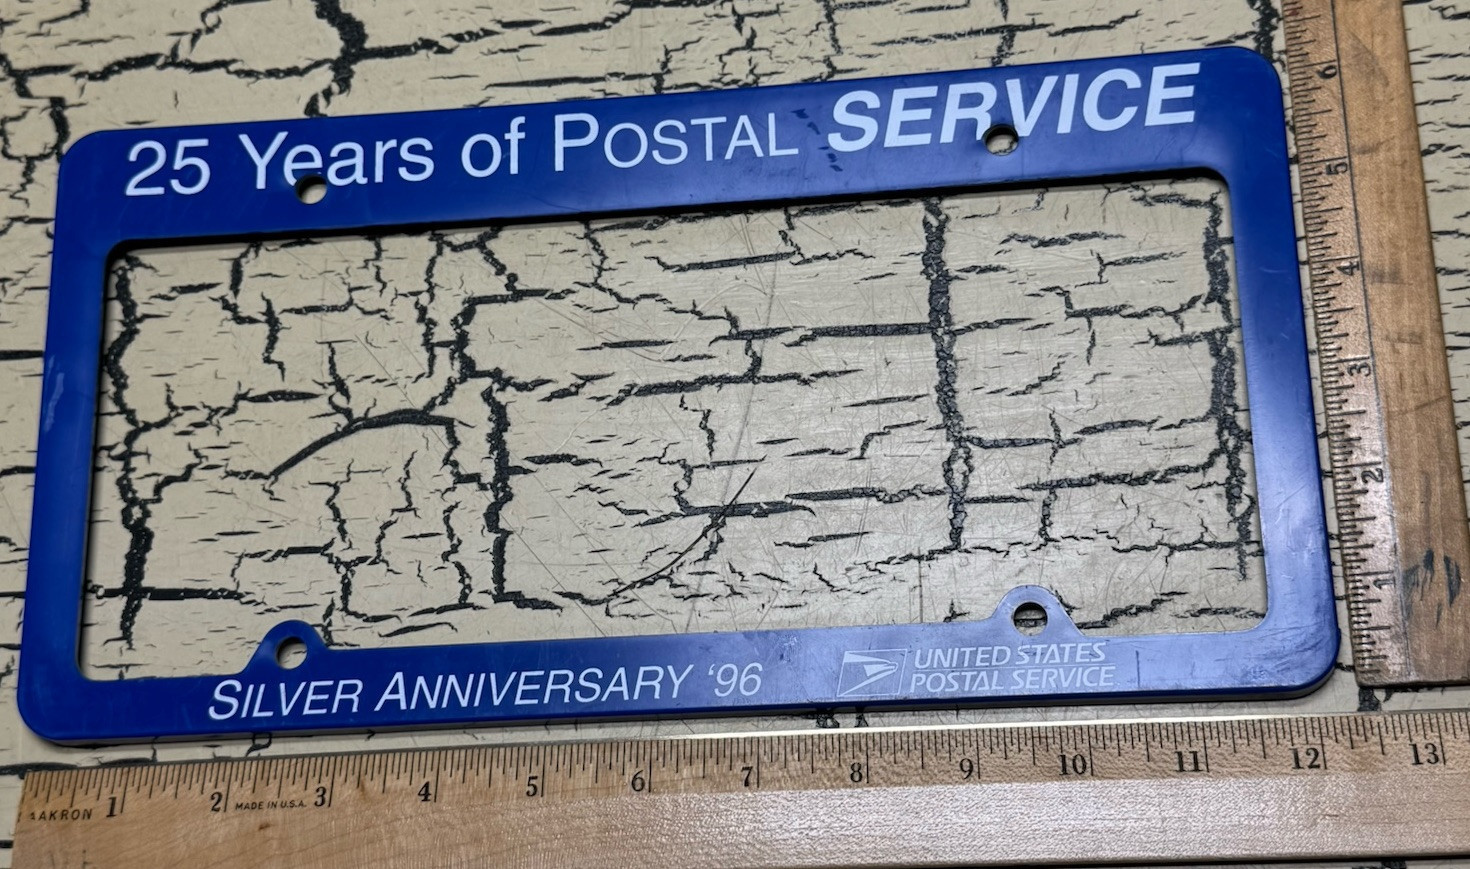 25 Years of POSTAL SERVICE
SILVER ANNIVERSARY ‘96
UNITED STATES
POSTAL SERVICE
6
5
4
3
2
1
1 2 3 4 5 6 7 8 9 10 11 12 13
AKRON
MADE IN U.S.A.